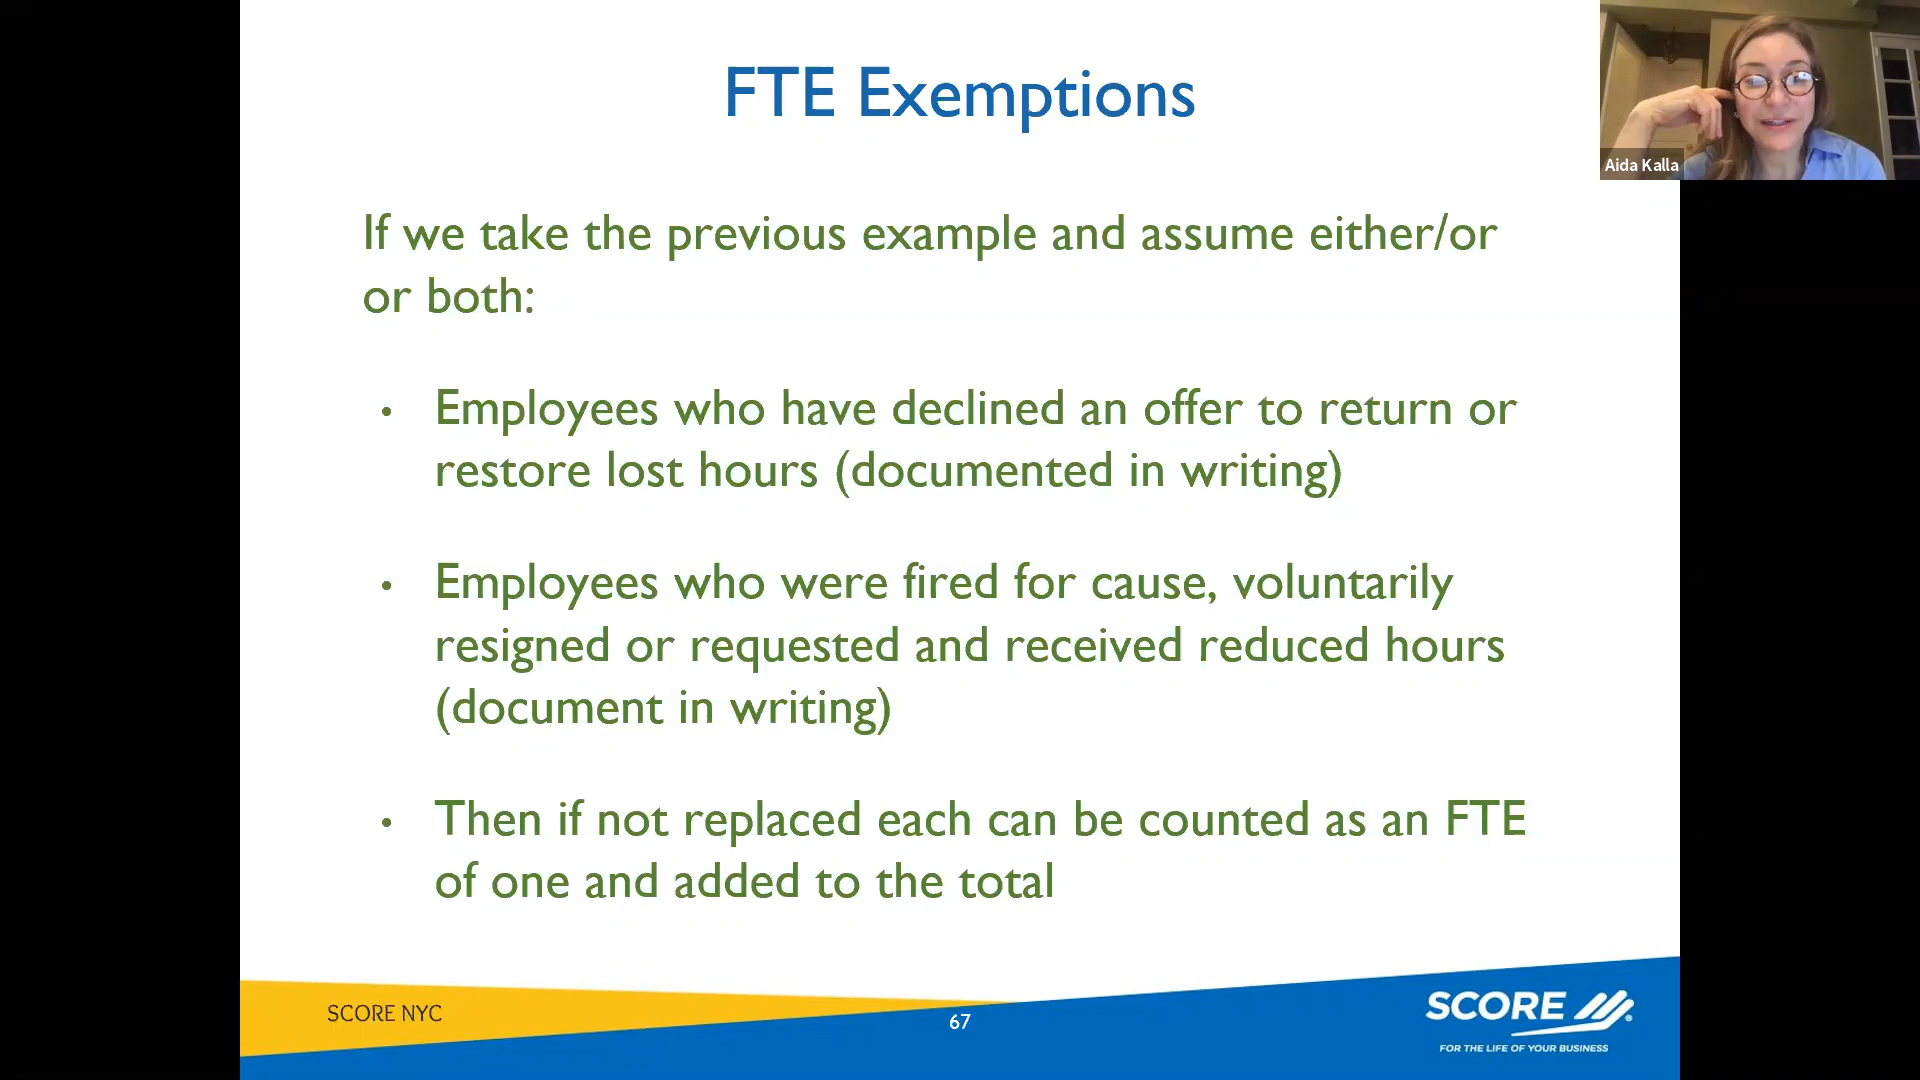 FTE Exemptions
Aida Kalla
If we take the previous example and assume either/or
or both:
• Employees who have declined an offer to return or
restore lost hours (documented in writing)
• Employees who were fired for cause, voluntarily
resigned or requested and received reduced hours
(document in writing)
• Then if not replaced each can be counted as an FTE
of one and added to the total
SCORE NYC
67
SCORE
FOR THE LIFE OF YOUR BUSINESS